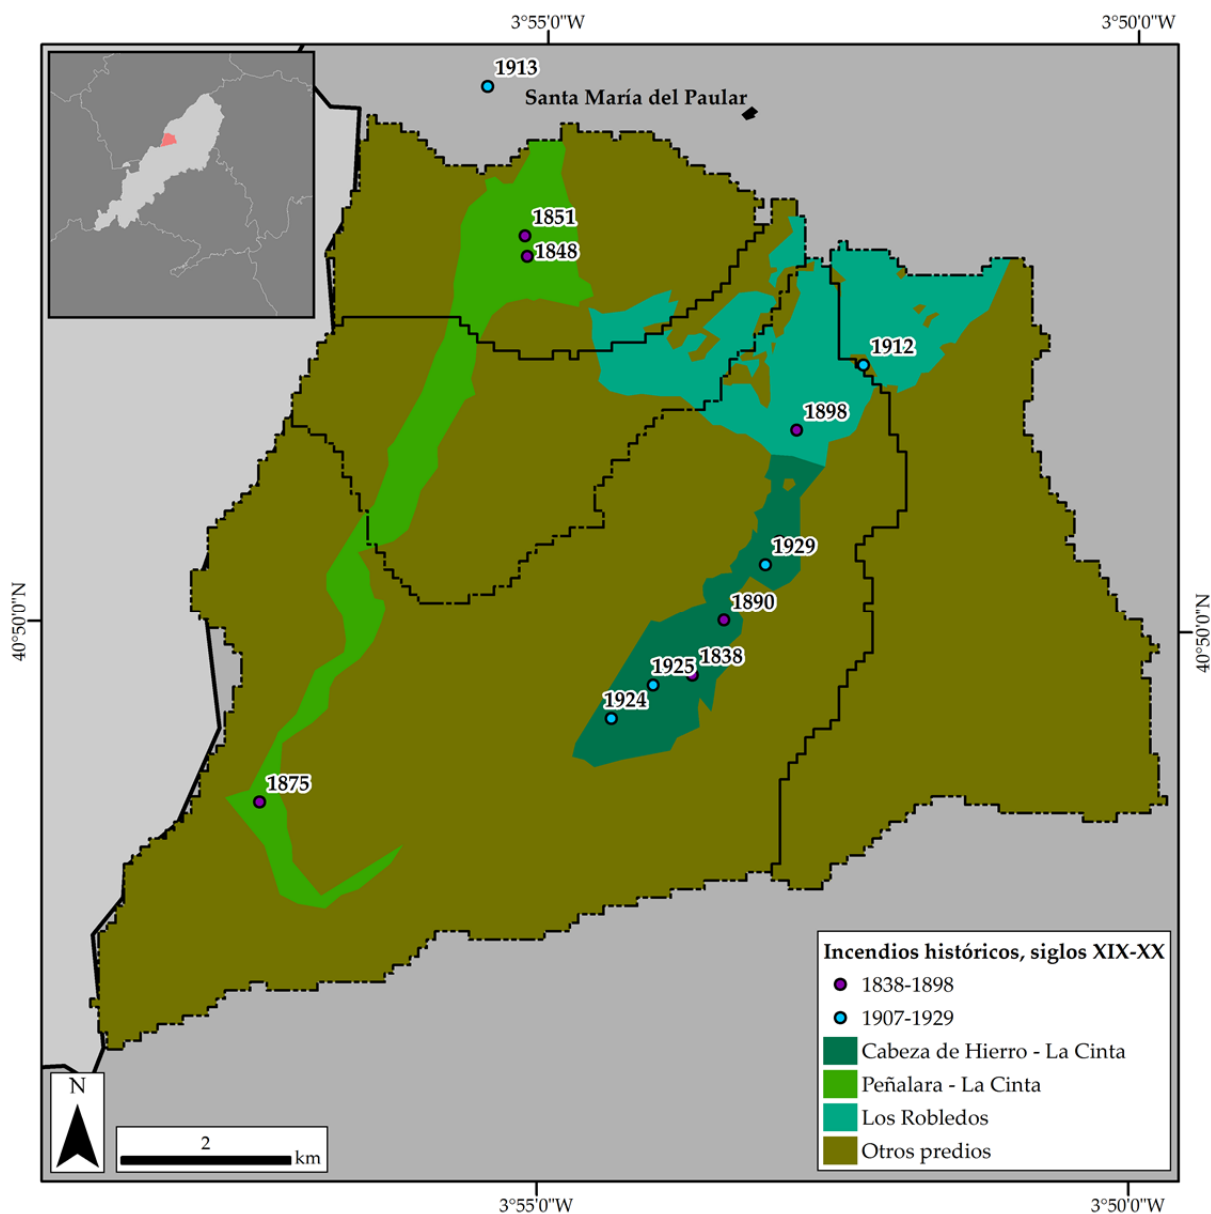 3°55'0"W
3°50'0"W
1913
Santa María del Paular
1851
1848
1912
1898
1929
40°50'0"N
40°50'0"N
1890
1838
1925
1924
1875
Incendios históricos, siglos XIX-XX
1838-1898
1907-1929
Cabeza de Hierro - La Cinta
Peñalara - La Cinta
Los Robledos
Otros predios
N
2
km
3°55'0"W
3°50'0"W